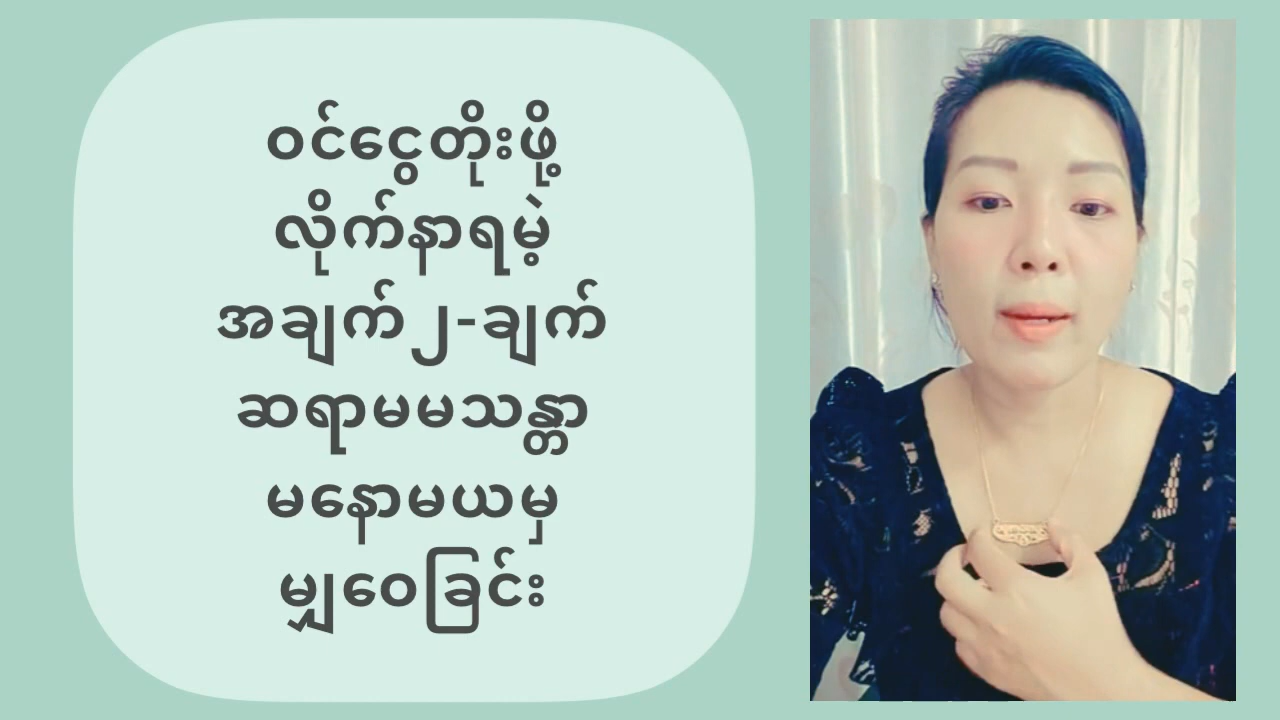 ဝင်ငွေတိုးဖို့
လိုက်နာရမဲ့
အချက်၂-ချက်
ဆရာမမသန္တာ
မနောမယမှ
မျှဝေခြင်း